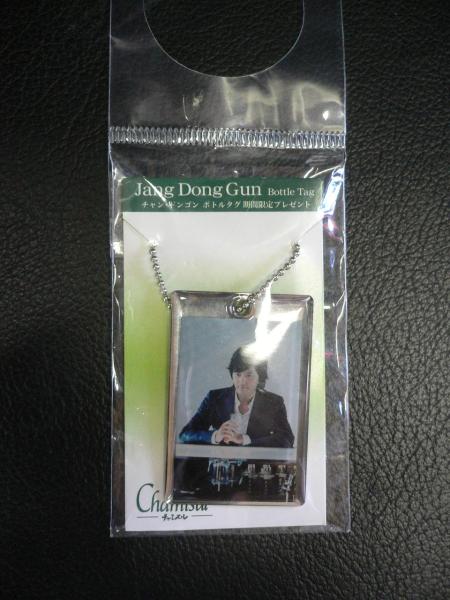 Jang Dong Gun Bottle Tag
チャン・ドンゴン ボトルタグ 期間限定プレゼント
Chamisul
チャミスル